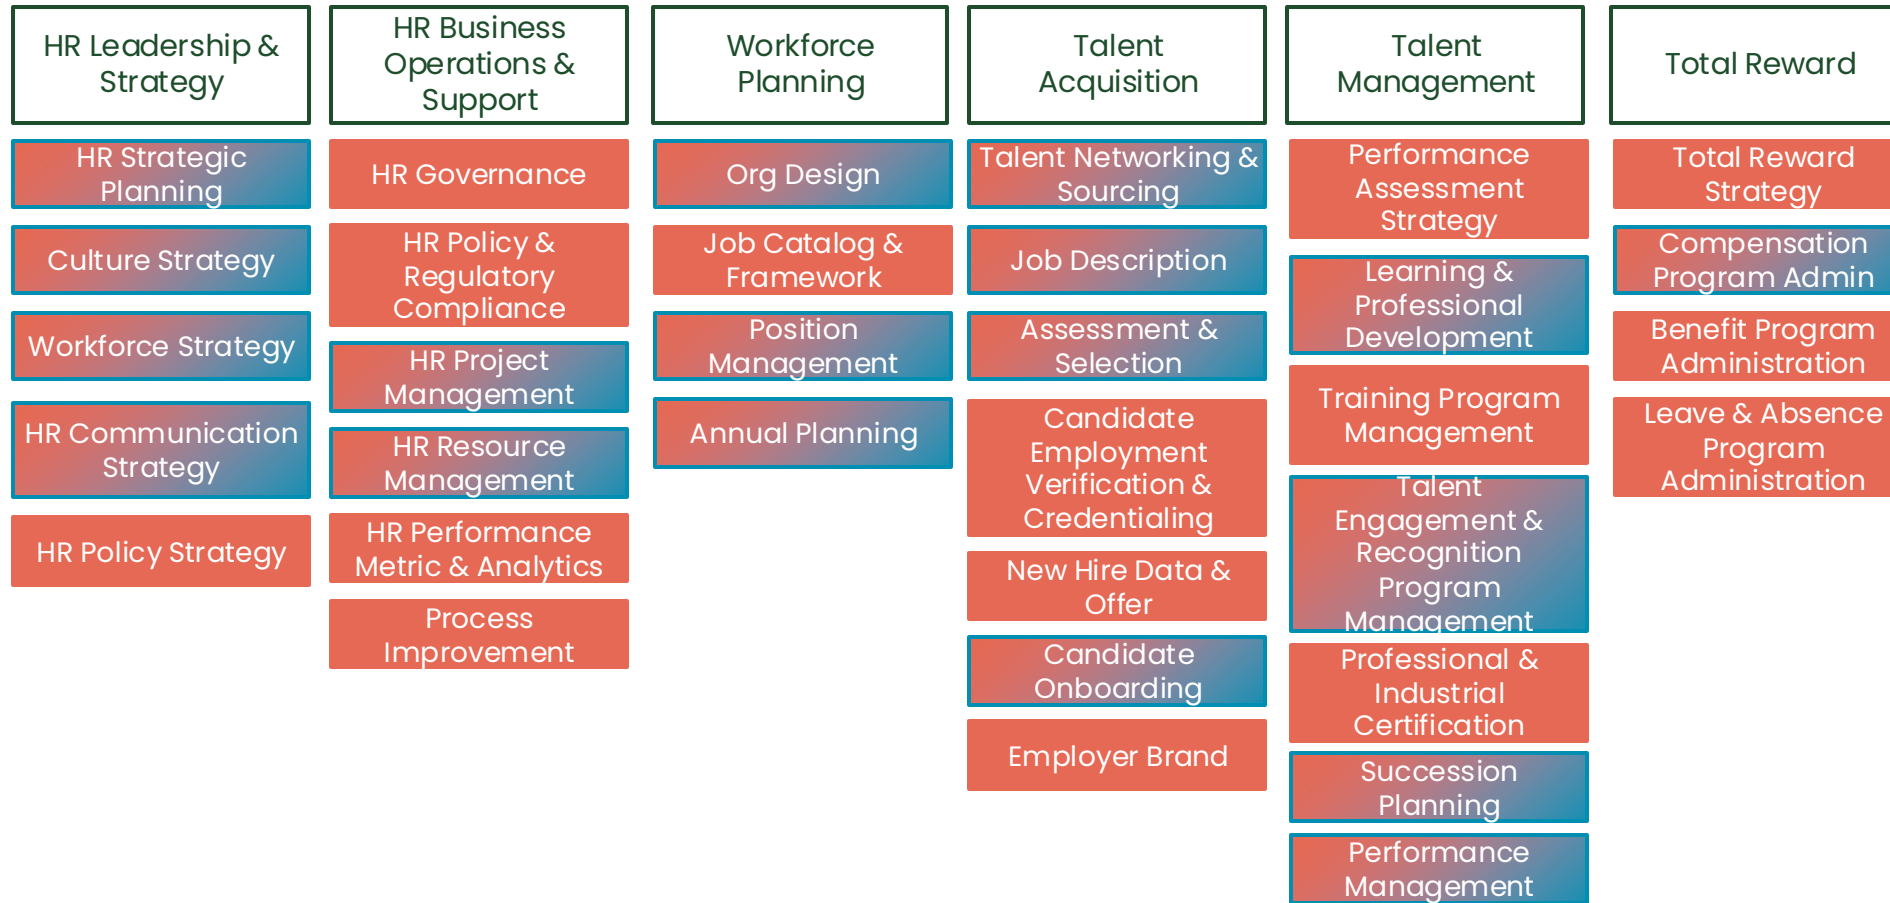 HR Leadership &
Strategy
HR Strategic
Planning
Culture Strategy
Workforce Strategy
HR Communication
Strategy
HR Policy Strategy
HR Business
Operations &
Support
HR Governance
HR Policy &
Regulatory
Compliance
HR Project
Management
HR Resource
Management
HR Performance
Metric & Analytics
Process
Improvement
Workforce
Planning
Org Design
Job Catalog &
Framework
Position
Management
Annual Planning
Talent
Acquisition
Talent Networking &
Sourcing
Job Description
Assessment &
Selection
Candidate
Employment
Verification &
Credentialing
New Hire Data &
Offer
Candidate
Onboarding
Employer Brand
Talent
Management
Performance
Assessment
Strategy
Learning &
Professional
Development
Training Program
Management
Talent
Engagement &
Recognition
Program
Management
Professional &
Industrial
Certification
Succession
Planning
Performance
Management
Total Reward
Total Reward
Strategy
Compensation
Program Admin
Benefit Program
Administration
Leave & Absence
Program
Administration